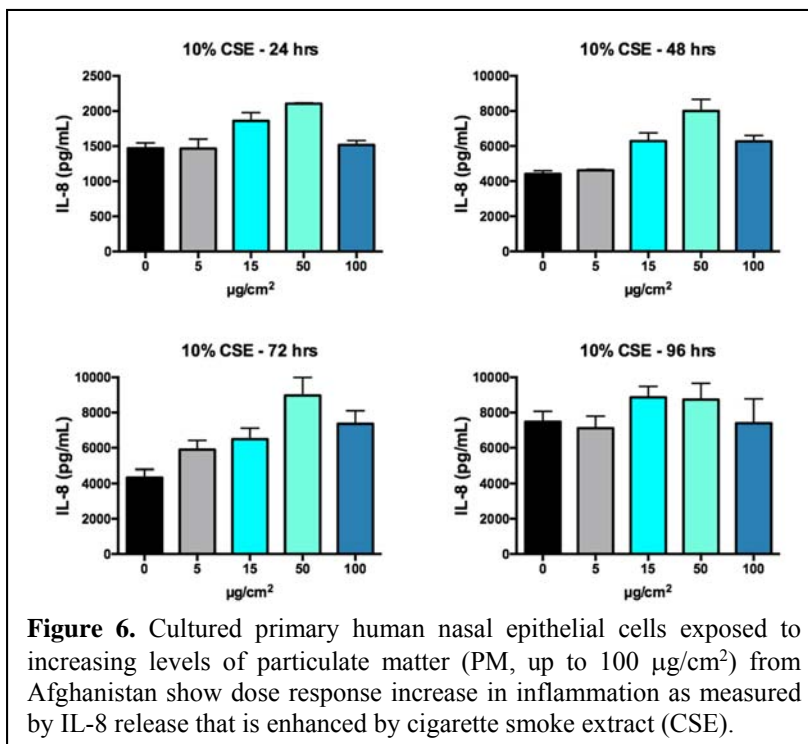 10% CSE - 24 hrs
IL-8 (pg/mL)
2500
2000
1500
1000
500
0
0 5 15 50 100
µg/cm²
10% CSE - 48 hrs
IL-8 (pg/mL)
10000
8000
6000
4000
2000
0
0 5 15 50 100
µg/cm²
10% CSE - 72 hrs
IL-8 (pg/mL)
10000
8000
6000
4000
2000
0
0 5 15 50 100
µg/cm²
10% CSE - 96 hrs
IL-8 (pg/mL)
10000
8000
6000
4000
2000
0
0 5 15 50 100
µg/cm²
Figure 6. Cultured primary human nasal epithelial cells exposed to
increasing levels of particulate matter (PM, up to 100 µg/cm²) from
Afghanistan show dose response increase in inflammation as measured
by IL-8 release that is enhanced by cigarette smoke extract (CSE).